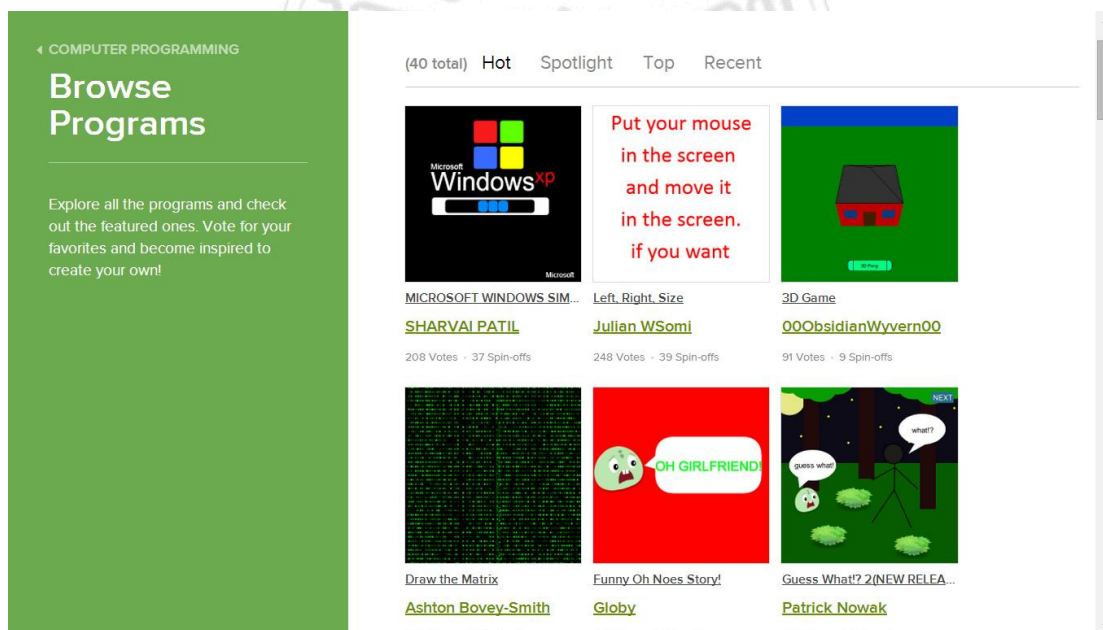 COMPUTER PROGRAMMING
Browse
Programs
Explore all the programs and check
out the featured ones. Vote for your
favorites and become inspired to
create your own!
(40 total) Hot Spotlight Top Recent
Microsoft
Windows xp
Microsoft
Put your mouse
in the screen
and move it
in the screen.
if you want
3D Pong
MICROSOFT WINDOWS SIM...
SHARVAI PATIL
208 Votes · 37 Spin-offs
Left, Right, Size
Julian WSomi
248 Votes · 39 Spin-offs
3D Game
00ObsidianWyvern00
91 Votes · 9 Spin-offs
OH GIRLFRIEND!
NEXT
what!?
guess what!
Draw the Matrix
Ashton Bovey-Smith
Funny Oh Noes Story!
Globy
Guess What!? 2(NEW RELEA...
Patrick Nowak